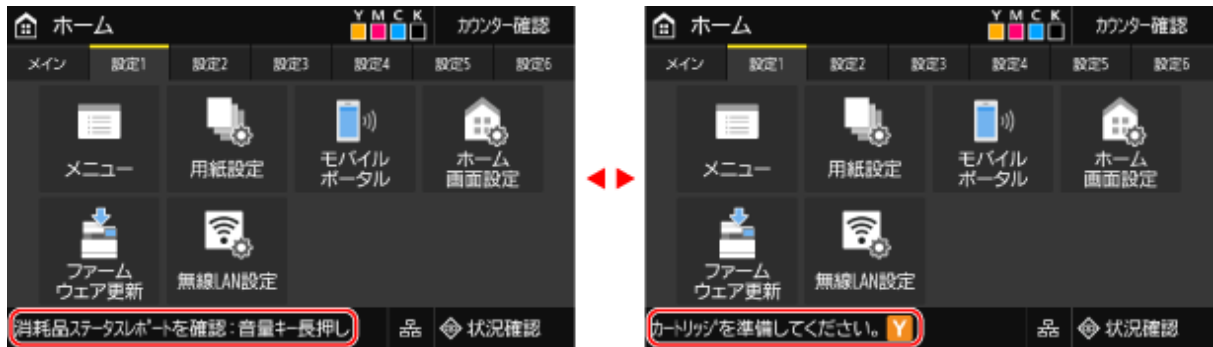 ホーム Y M C K カウンター確認
メイン 設定1 設定2 設定3 設定4 設定5 設定6
メニュー 用紙設定 モバイル ホーム
ポータル 画面設定
ファーム 無線LAN設定
ウェア更新
消耗品ステータスレポートを確認:音量キー長押し 状況確認
ホーム Y M C K カウンター確認
メイン 設定1 設定2 設定3 設定4 設定5 設定6
メニュー 用紙設定 モバイル ホーム
ポータル 画面設定
ファーム 無線LAN設定
ウェア更新
カートリッジを準備してください。 Y 状況確認